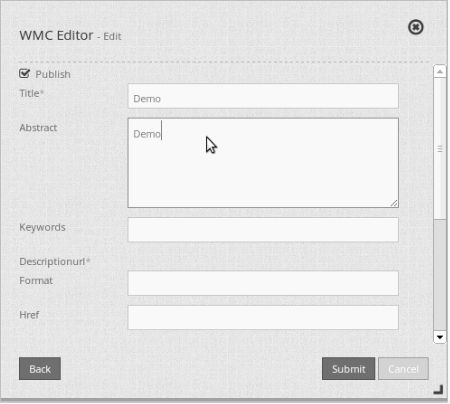 WMC Editor - Edit
Publish
Title* Demo
Abstract Demo
Keywords
Descriptionurl*
Format
Href
Back Submit Cancel